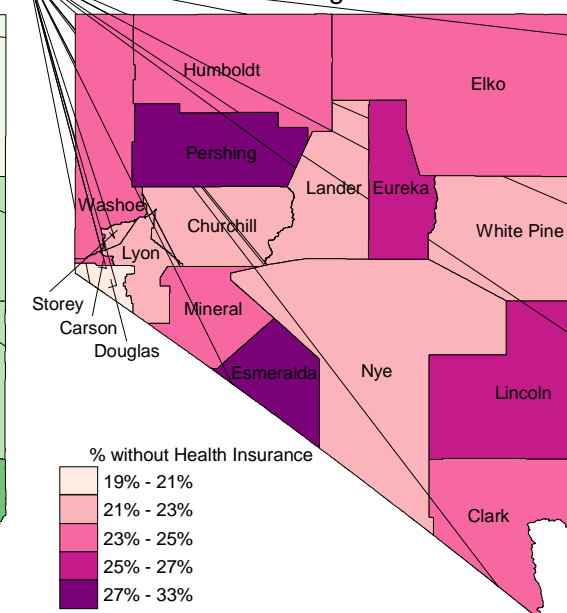 Humboldt
Elko
Pershing
Lander
Eureka
Washoe
Churchill
White Pine
Lyon
Storey
Mineral
Carson
Douglas
Esmeralda
Nye
Lincoln
% without Health Insurance
19% - 21%
21% - 23%
23% - 25%
Clark
25% - 27%
27% - 33%